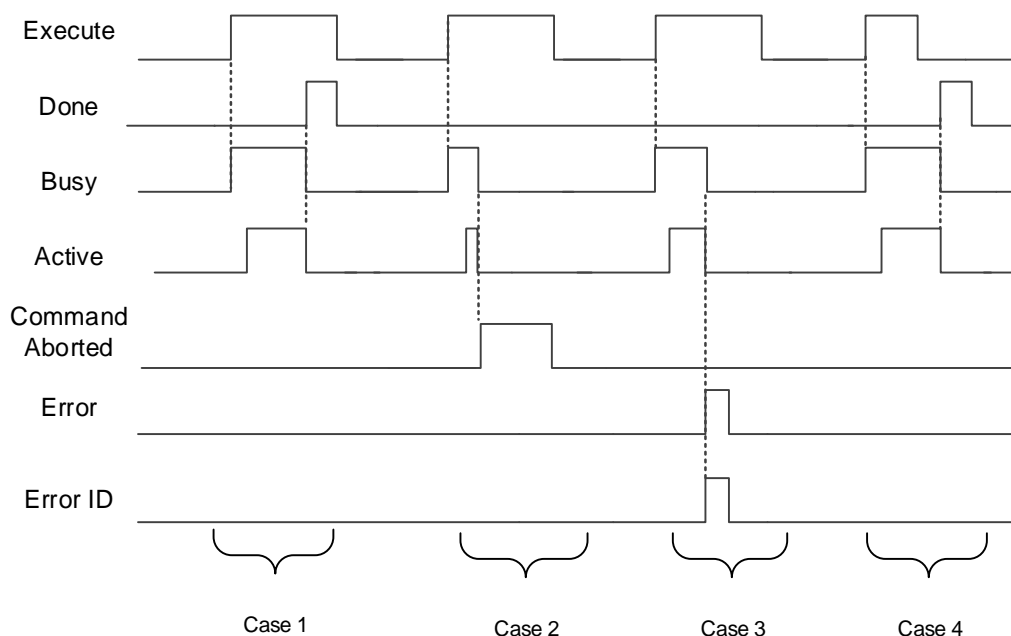 Execute
Done
Busy
Active
Command
Aborted
Error
Error ID
Case 1
Case 2
Case 3
Case 4